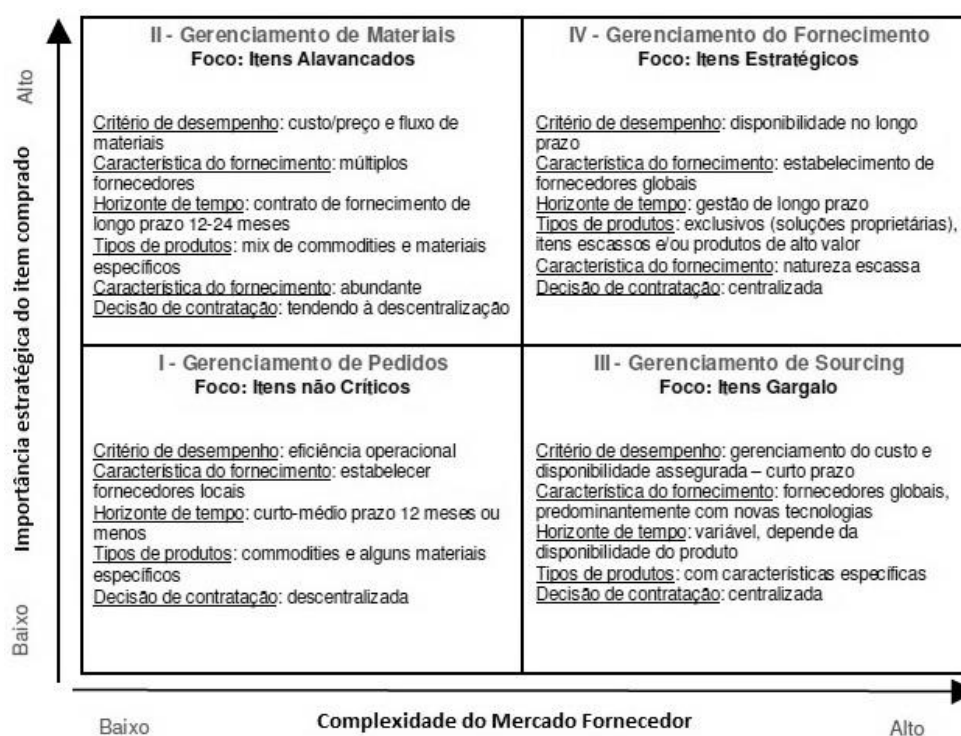 Alto
Importância estratégica do item comprado
Baixo
II - Gerenciamento de Materiais
Foco: Itens Alavancados
Critério de desempenho: custo/preço e fluxo de
materiais
Característica do fornecimento: múltiplos
fornecedores
Horizonte de tempo: contrato de fornecimento de
longo prazo 12-24 meses
Tipos de produtos: mix de commodities e materiais
específicos
Característica do fornecimento: abundante
Decisão de contratação: tendendo à descentralização
IV - Gerenciamento do Fornecimento
Foco: Itens Estratégicos
Critério de desempenho: disponibilidade no longo
prazo
Característica do fornecimento: estabelecimento de
fornecedores globais
Horizonte de tempo: gestão de longo prazo
Tipos de produtos: exclusivos (soluções proprietárias),
itens escassos e/ou produtos de alto valor
Característica do fornecimento: natureza escassa
Decisão de contratação: centralizada
I - Gerenciamento de Pedidos
Foco: Itens não Críticos
Critério de desempenho: eficiência operacional
Característica do fornecimento: estabelecer
fornecedores locais
Horizonte de tempo: curto-médio prazo 12 meses ou
menos
Tipos de produtos: commodities e alguns materiais
específicos
Decisão de contratação: descentralizada
III - Gerenciamento de Sourcing
Foco: Itens Gargalo
Critério de desempenho: gerenciamento do custo e
disponibilidade assegurada – curto prazo
Característica do fornecimento: fornecedores globais,
predominantemente com novas tecnologias
Horizonte de tempo: variável, depende da
disponibilidade do produto
Tipos de produtos: com características específicas
Decisão de contratação: centralizada
Baixo
Complexidade do Mercado Fornecedor
Alto